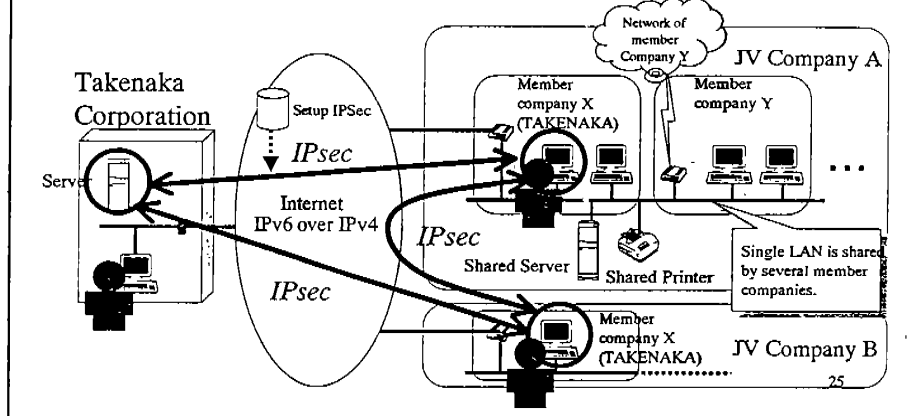 Network of
member
Company Y
JV Company A
Takenaka
Corporation
Setup IPSec
Member
company X
(TAKENAKA)
Member
company Y
IPsec
Server
Internet
IPv6 over IPv4
IPsec
Shared Server
Shared Printer
Single LAN is shared
by several member
companies.
IPsec
Member
company X
(TAKENAKA)
JV Company B
25